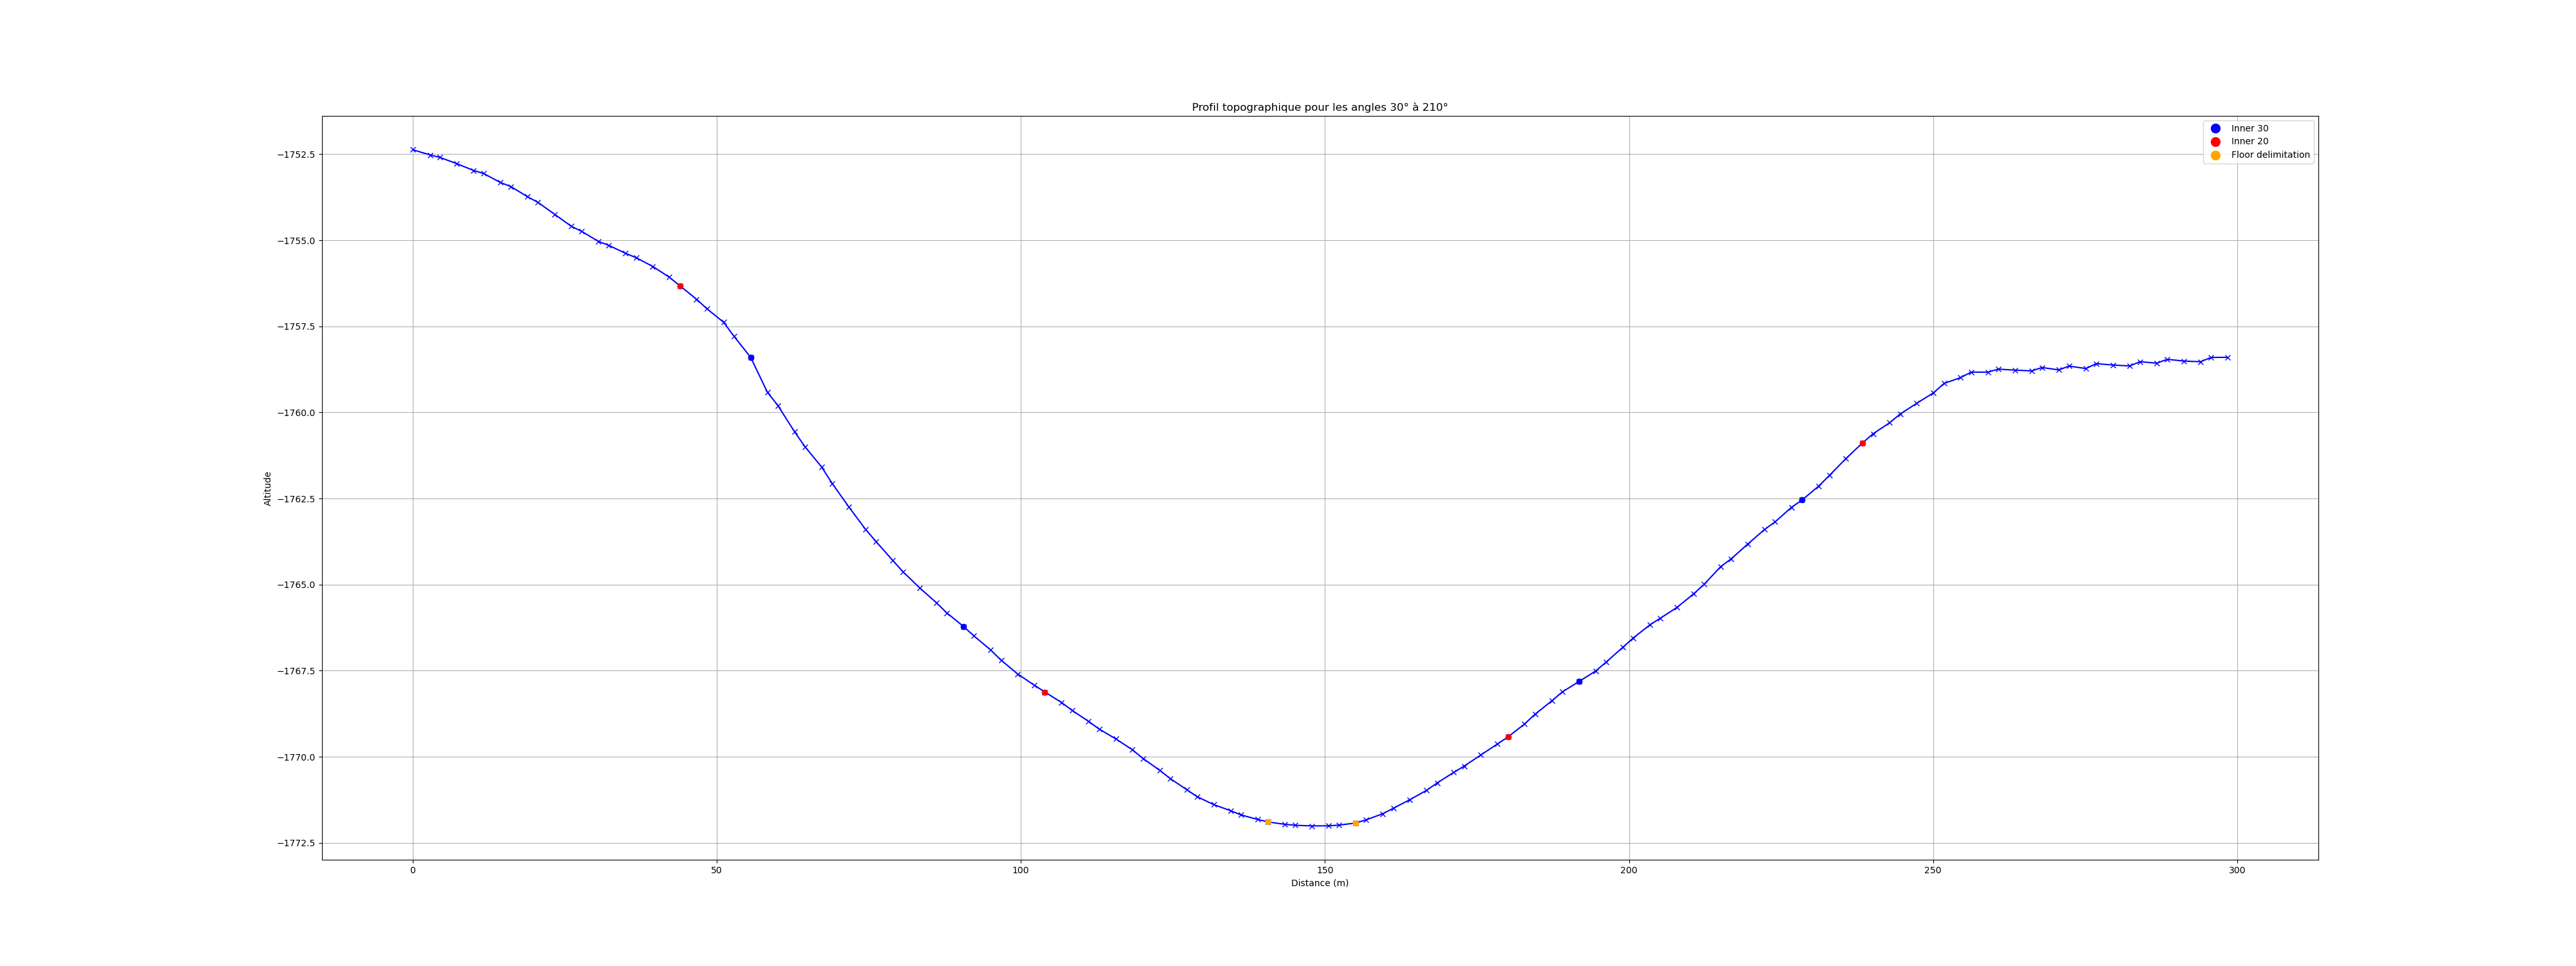 Profil topographique pour les angles 30° à 210°
Inner 30
Inner 20
Floor delimitation
−1752.5
−1755.0
−1757.5
−1760.0
−1762.5
−1765.0
−1767.5
−1770.0
−1772.5
Altitude
0 50 100 150 200 250 300
Distance (m)